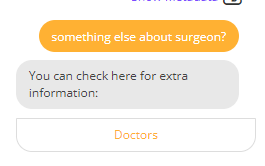 something else about surgeon?
You can check here for extra
information:
Doctors